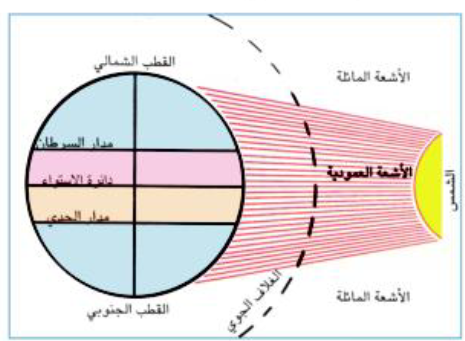 القطب الشمالي
الأشعة المائلة
مدار السرطان
الأشعة العمودية
دائرة الاستواء
الشمس
مدار الجدي
الغلاف الجوي
الأشعة المائلة
القطب الجنوبي